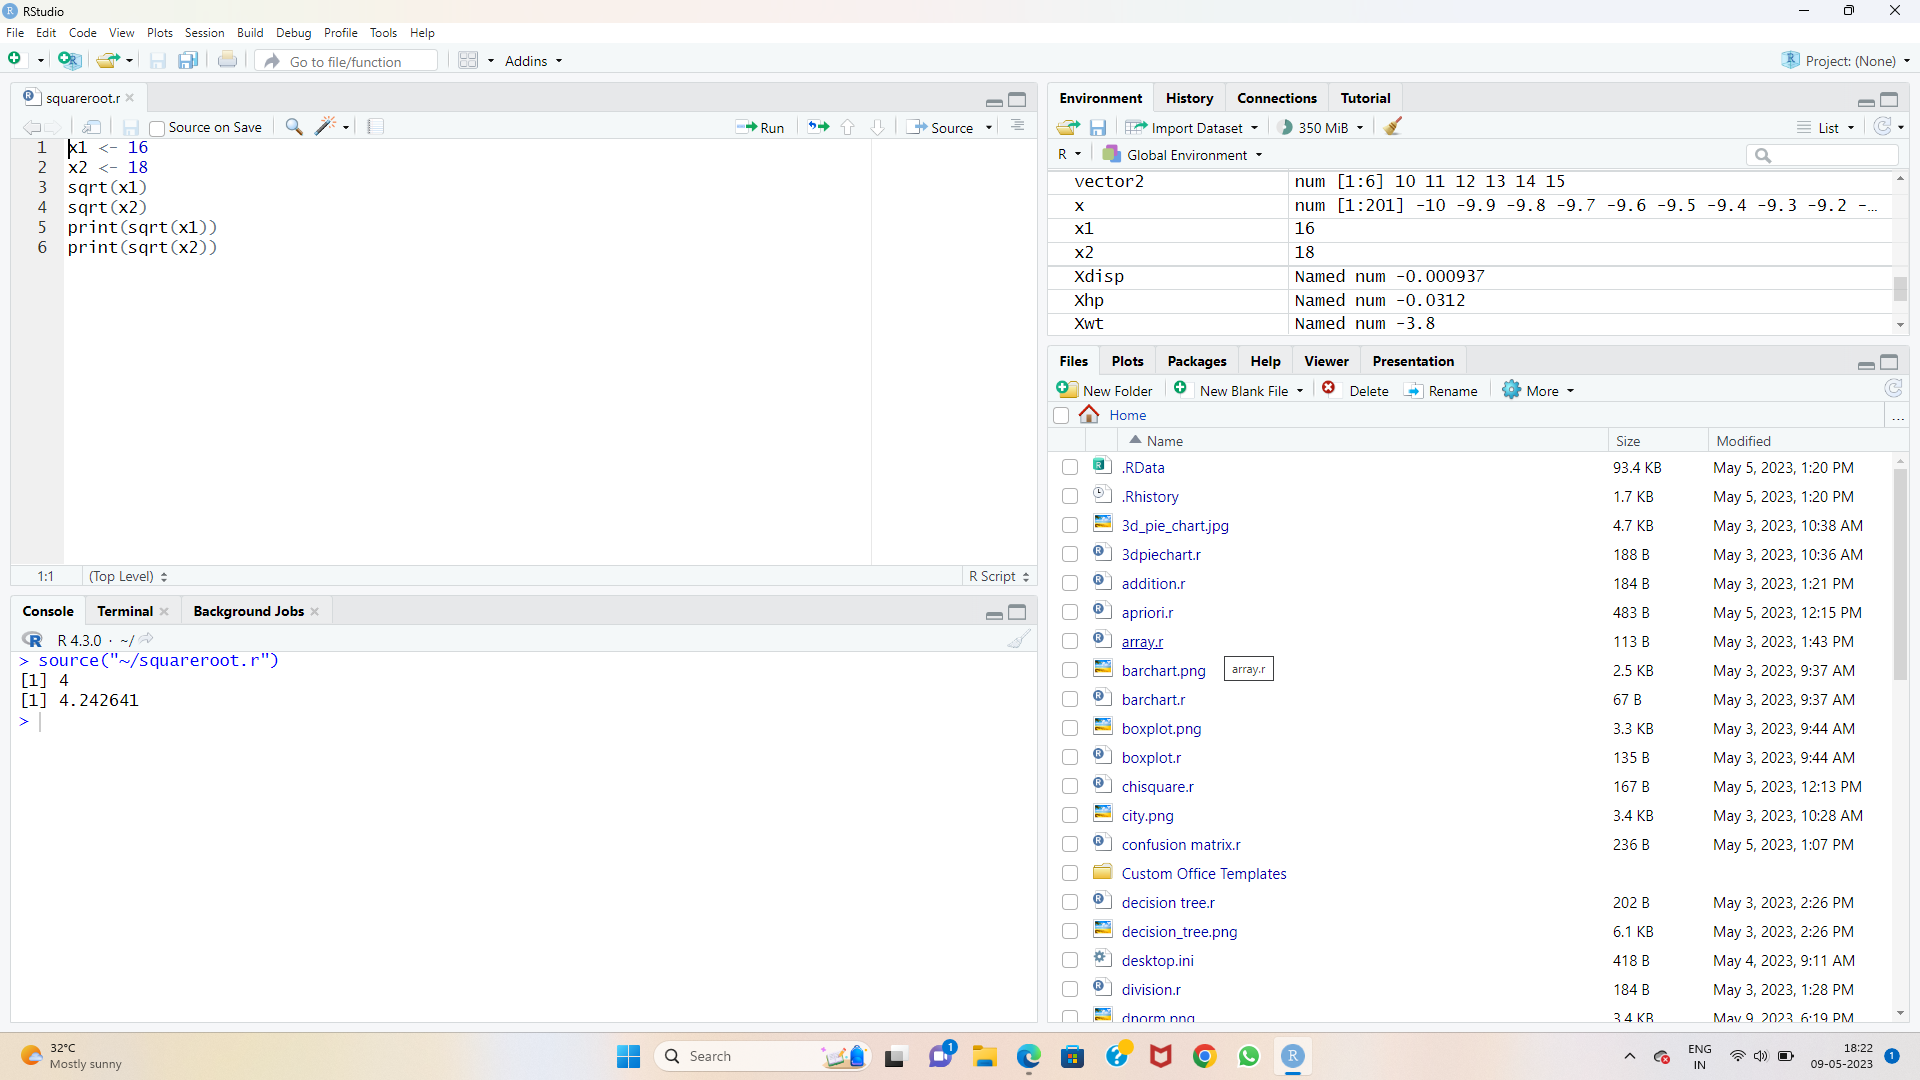 RStudio
File Edit Code View Plots Session Build Debug Profile Tools Help
Go to file/function Addins Project: (None)
squareroot.r
Source on Save Run Source
1 x1 <- 16
2 x2 <- 18
3 sqrt(x1)
4 sqrt(x2)
5 print(sqrt(x1))
6 print(sqrt(x2))
1:1 (Top Level) R Script
Console Terminal Background Jobs
R 4.3.0 · ~/
> source("~/squareroot.r")
[1] 4
[1] 4.242641
>
Environment History Connections Tutorial
Import Dataset 350 MiB List
R Global Environment
vector2 num [1:6] 10 11 12 13 14 15
x num [1:201] -10 -9.9 -9.8 -9.7 -9.6 -9.5 -9.4 -9.3 -9.2 -...
x1 16
x2 18
Xdisp Named num -0.000937
Xhp Named num -0.0312
Xwt Named num -3.8
Files Plots Packages Help Viewer Presentation
New Folder New Blank File Delete Rename More
Home ...
Name Size Modified
.RData 93.4 KB May 5, 2023, 1:20 PM
.Rhistory 1.7 KB May 5, 2023, 1:20 PM
3d_pie_chart.jpg 4.7 KB May 3, 2023, 10:38 AM
3dpiechart.r 188 B May 3, 2023, 10:36 AM
addition.r 184 B May 3, 2023, 1:21 PM
apriori.r 483 B May 5, 2023, 12:15 PM
array.r 113 B May 3, 2023, 1:43 PM
barchart.png 2.5 KB May 3, 2023, 9:37 AM
array.r
barchart.r 67 B May 3, 2023, 9:37 AM
boxplot.png 3.3 KB May 3, 2023, 9:44 AM
boxplot.r 135 B May 3, 2023, 9:44 AM
chisquare.r 167 B May 5, 2023, 12:13 PM
city.png 3.4 KB May 3, 2023, 10:28 AM
confusion matrix.r 236 B May 5, 2023, 1:07 PM
Custom Office Templates
decision tree.r 202 B May 3, 2023, 2:26 PM
decision_tree.png 6.1 KB May 3, 2023, 2:26 PM
desktop.ini 418 B May 4, 2023, 9:11 AM
division.r 184 B May 3, 2023, 1:28 PM
dnorm.png 3.4 KB May 9, 2023, 6:19 PM
32°C
Mostly sunny
Search
1
ENG
IN
18:22
09-05-2023
1